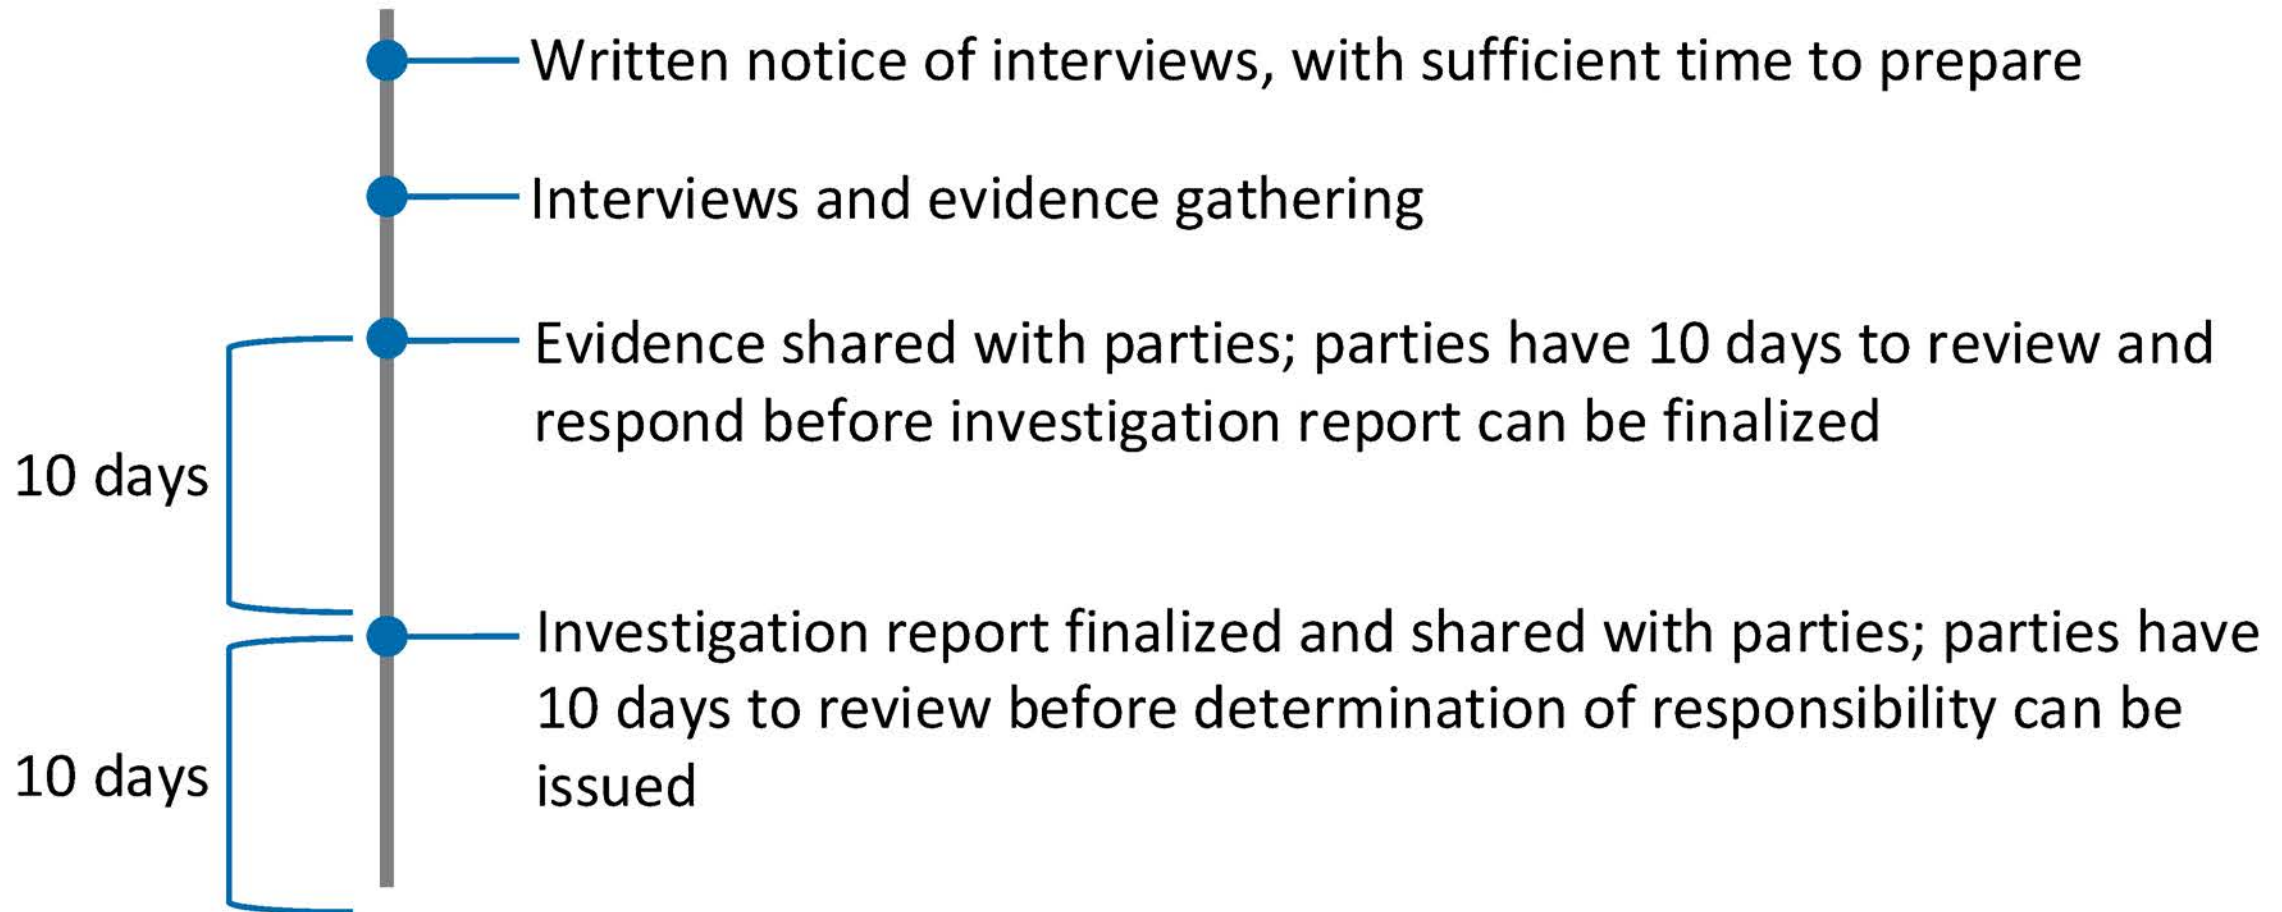 Written notice of interviews, with sufficient time to prepare
Interviews and evidence gathering
Evidence shared with parties; parties have 10 days to review and
respond before investigation report can be finalized
10 days
Investigation report finalized and shared with parties; parties have
10 days to review before determination of responsibility can be
issued
10 days